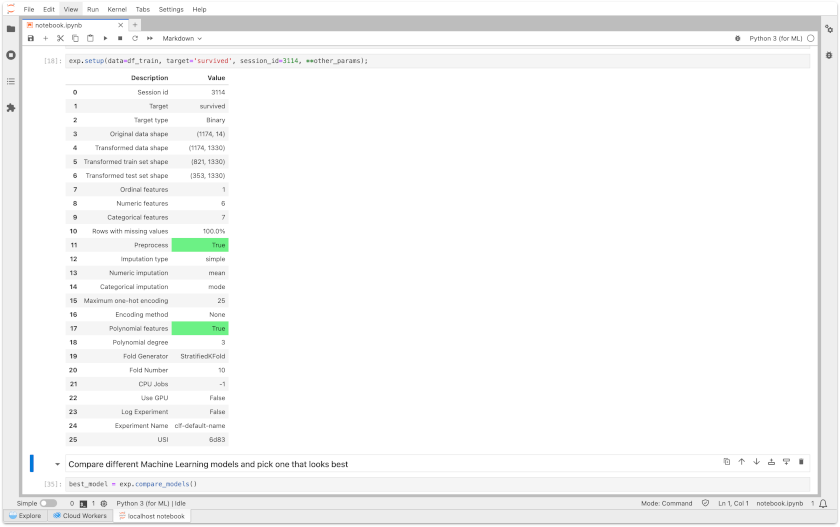 File Edit View Run Kernel Tabs Settings Help
notebook.ipynb
Markdown
Python 3 (for ML)
[18]: exp.setup(data=df_train, target='survived', session_id=3114, **other_params);
Description Value
0 Session id 3114
1 Target survived
2 Target type Binary
3 Original data shape (1174, 14)
4 Transformed data shape (1174, 1330)
5 Transformed train set shape (821, 1330)
6 Transformed test set shape (353, 1330)
7 Ordinal features 1
8 Numeric features 6
9 Categorical features 7
10 Rows with missing values 100.0%
11 Preprocess True
12 Imputation type simple
13 Numeric imputation mean
14 Categorical imputation mode
15 Maximum one-hot encoding 25
16 Encoding method None
17 Polynomial features True
18 Polynomial degree 3
19 Fold Generator StratifiedKFold
20 Fold Number 10
21 CPU Jobs -1
22 Use GPU False
23 Log Experiment False
24 Experiment Name clf-default-name
25 USI 6d83
Compare different Machine Learning models and pick one that looks best
[35]: best_model = exp.compare_models()
Simple 0 1 Python 3 (for ML) | Idle Mode: Command Ln 1, Col 1 notebook.ipynb 1
Explore Cloud Workers localhost notebook